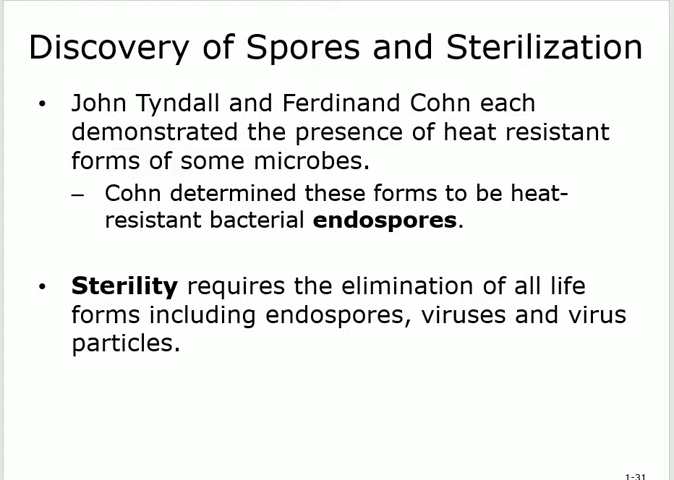 Discovery of Spores and Sterilization
• John Tyndall and Ferdinand Cohn each
demonstrated the presence of heat resistant
forms of some microbes.
– Cohn determined these forms to be heat-
resistant bacterial endospores.
• Sterility requires the elimination of all life
forms including endospores, viruses and virus
particles.
1-31